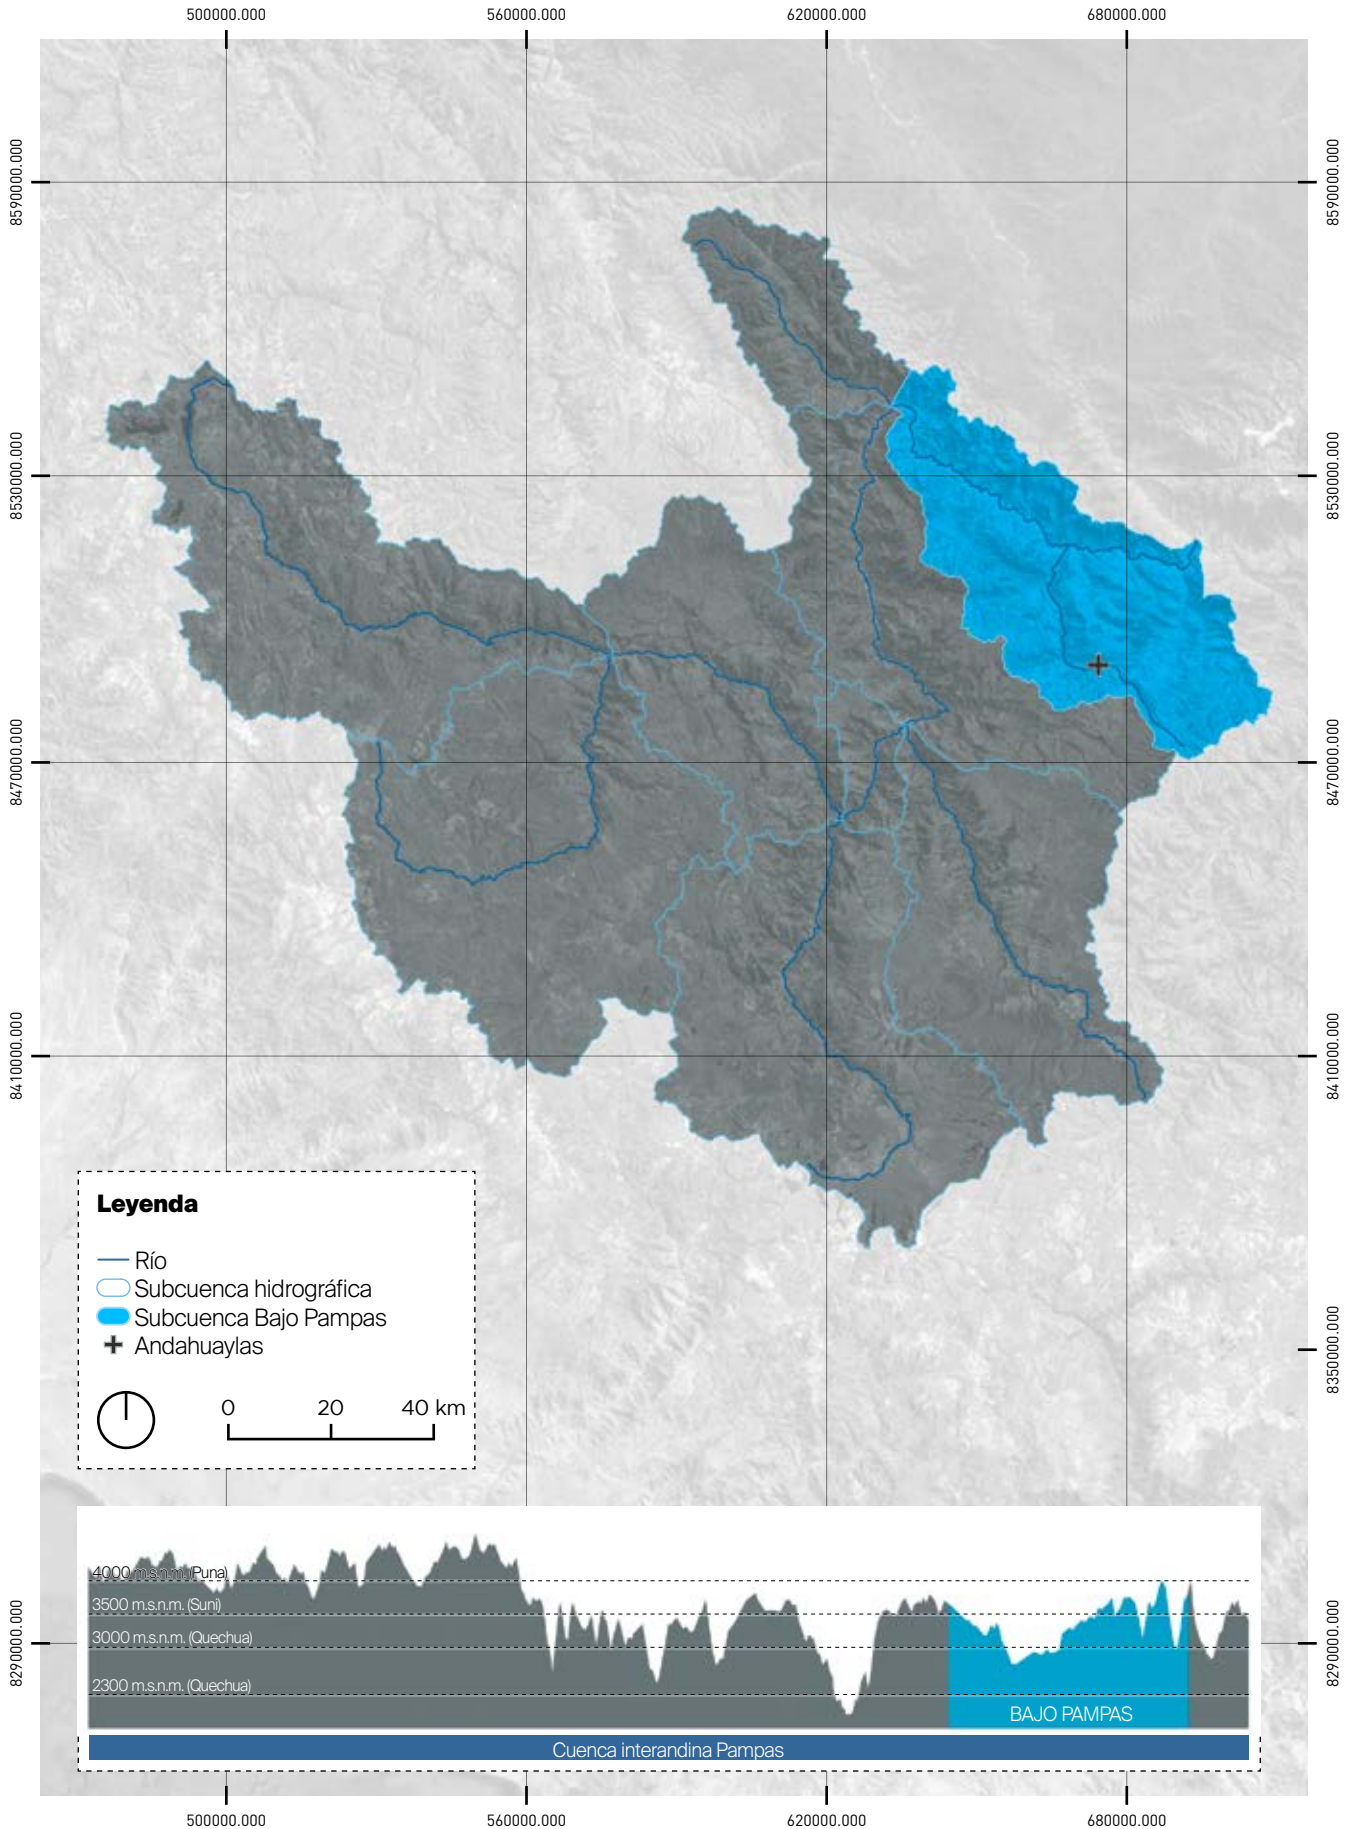 500000.000 560000.000 620000.000 680000.000
8590000.000 8590000.000
8530000.000 8530000.000
8470000.000 8470000.000
8410000.000 8410000.000
Leyenda
Río
Subcuenca hidrográfica
Subcuenca Bajo Pampas
Andahuaylas
8350000.000
0 20 40 km
4000 m.s.n.m. (Puna)
3500 m.s.n.m. (Suni)
3000 m.s.n.m. (Quechua)
8290000.000 8290000.000
2300 m.s.n.m. (Quechua)
BAJO PAMPAS
Cuenca interandina Pampas
500000.000 560000.000 620000.000 680000.000